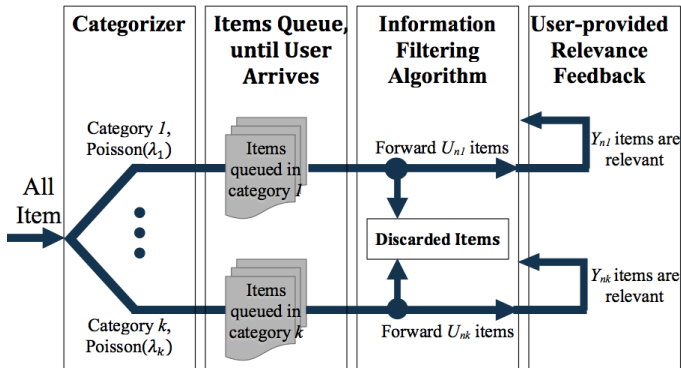 Categorizer
Items Queue,
until User
Arrives
Information
Filtering
Algorithm
User-provided
Relevance
Feedback
All
Item
Category 1,
Poisson(λ1)
Items
queued in
category 1
Forward Un1 items
Yn1 items are
relevant
Discarded Items
Category k,
Poisson(λk)
Items
queued in
category k
Forward Unk items
Ynk items are
relevant